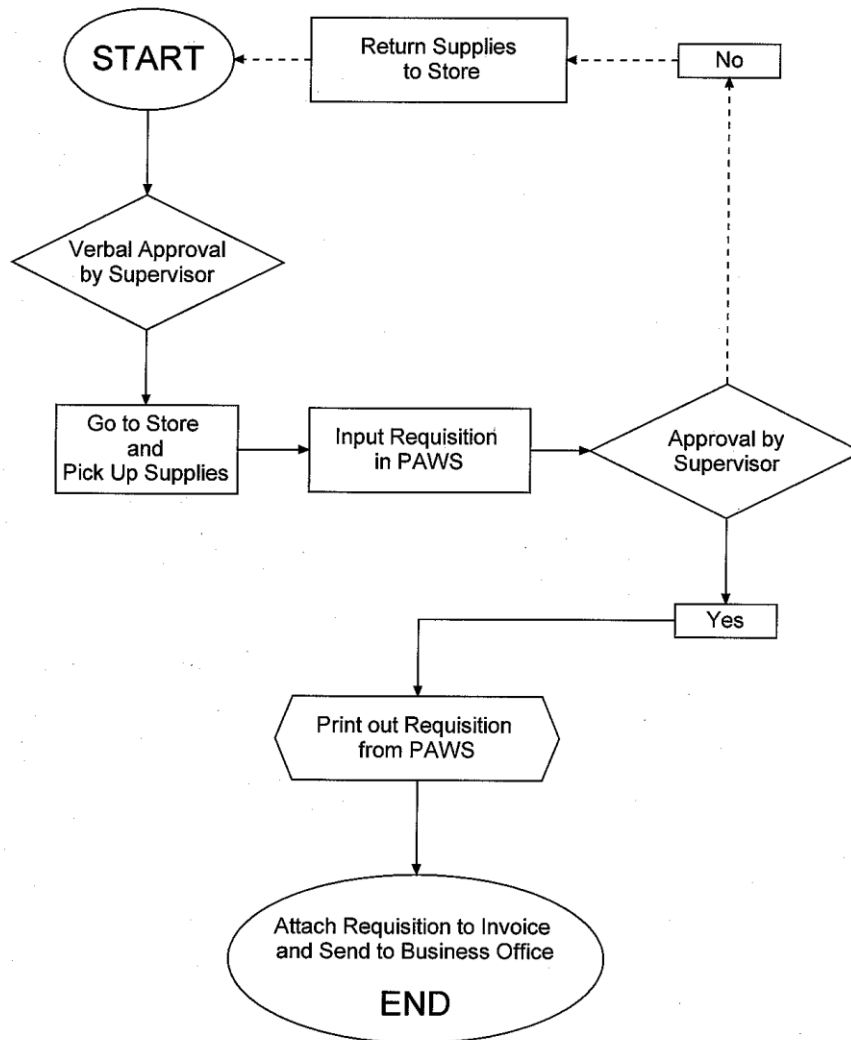 START
Return Supplies
to Store
No
Verbal Approval
by Supervisor
Go to Store
and
Pick Up Supplies
Input Requisition
in PAWS
Approval by
Supervisor
Yes
Print out Requisition
from PAWS
Attach Requisition to Invoice
and Send to Business Office
END